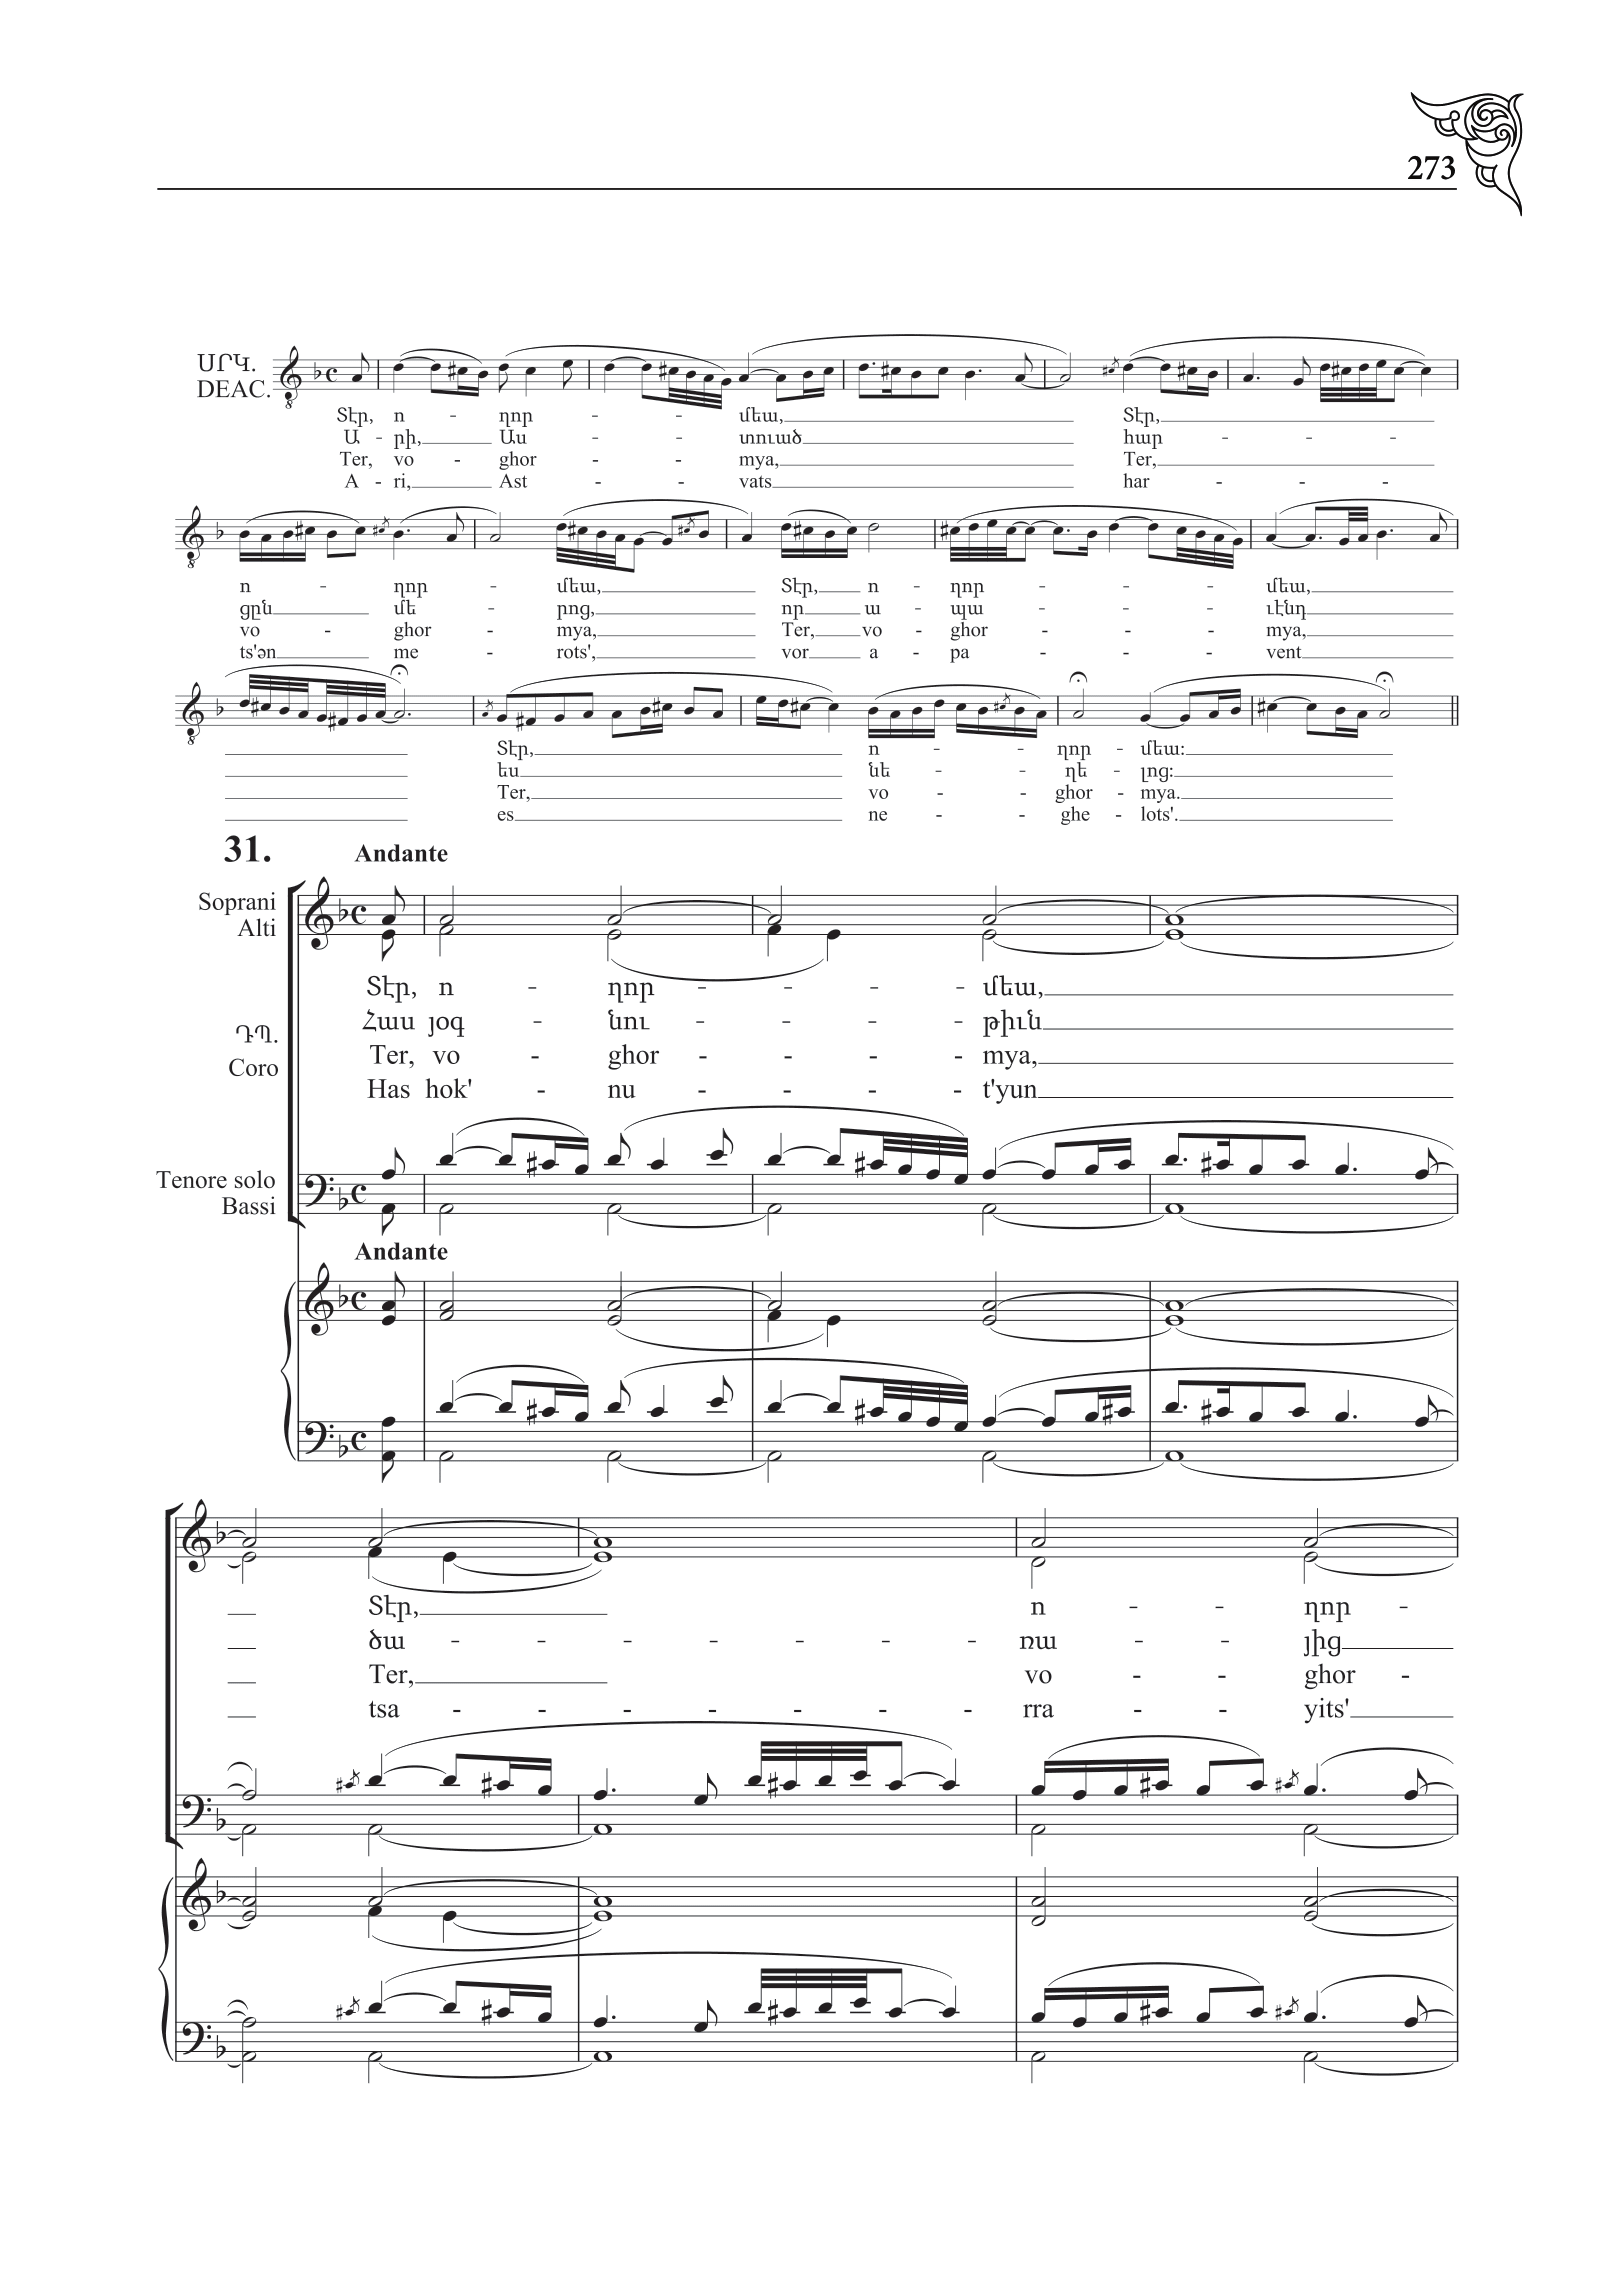 273
ՍՐԿ.
DEAC.
Տէր, ո - ղոր - - մեա, Տէր,
Ա - րի, Աս - - տուած հար - - -
Ter, vo - ghor - - mya, Ter,
A - ri, Ast - - vats har - - -
ո - ղոր - մեա, Տէր, ո - ղոր - - - մեա,
ցըն մե - րոց, որ ա - պա - - - ւէնդ
vo - ghor - mya, Ter, vo - ghor - - - mya,
ts'ən me - rots', vor a - pa - - - vent
Տէր, ո - - ղոր - մեա:
ես նե - - ղե - լոց:
Ter, vo - - ghor - mya.
es ne - - ghe - lots'.
31. Andante
Soprani
Alti
Տէր, ո - ղոր - - - - մեա,
Հաս յօգ - նու - - - - թիւն
ԴՊ.
Coro
Ter, vo - ghor - - - - mya,
Has hok' - nu - - - - t'yun
Tenore solo
Bassi
Andante
Տէր, ո - - ղոր -
ծա - - - - - - - ռա - - յից
Ter, vo - - ghor -
tsa - - - - - - - rra - - yits'